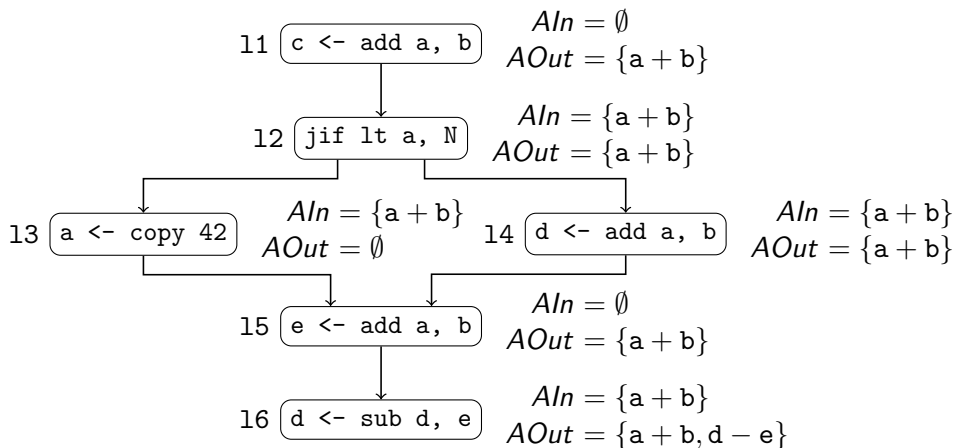 l1 c <- add a, b
AIn = ∅
AOut = {a + b}
l2 jif lt a, N
AIn = {a + b}
AOut = {a + b}
l3 a <- copy 42
AIn = {a + b}
AOut = ∅
l4 d <- add a, b
AIn = {a + b}
AOut = {a + b}
l5 e <- add a, b
AIn = ∅
AOut = {a + b}
l6 d <- sub d, e
AIn = {a + b}
AOut = {a + b, d − e}